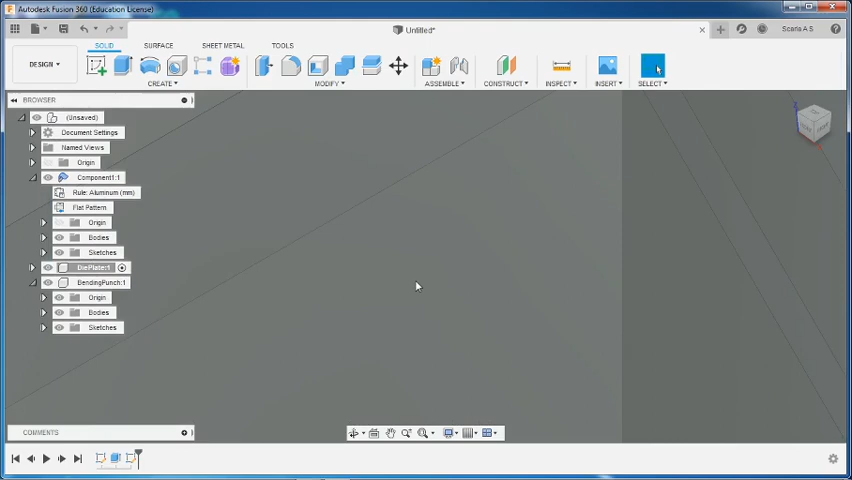 Autodesk Fusion 360 (Education License)
Untitled*
Scaria A S
SOLID SURFACE SHEET METAL TOOLS
DESIGN
CREATE MODIFY ASSEMBLE CONSTRUCT INSPECT INSERT SELECT
BROWSER
(Unsaved)
Document Settings
Named Views
Origin
Component1:1
Rule: Aluminum (mm)
Flat Pattern
Origin
Bodies
Sketches
DiePlate:1
BendingPunch:1
Origin
Bodies
Sketches
COMMENTS